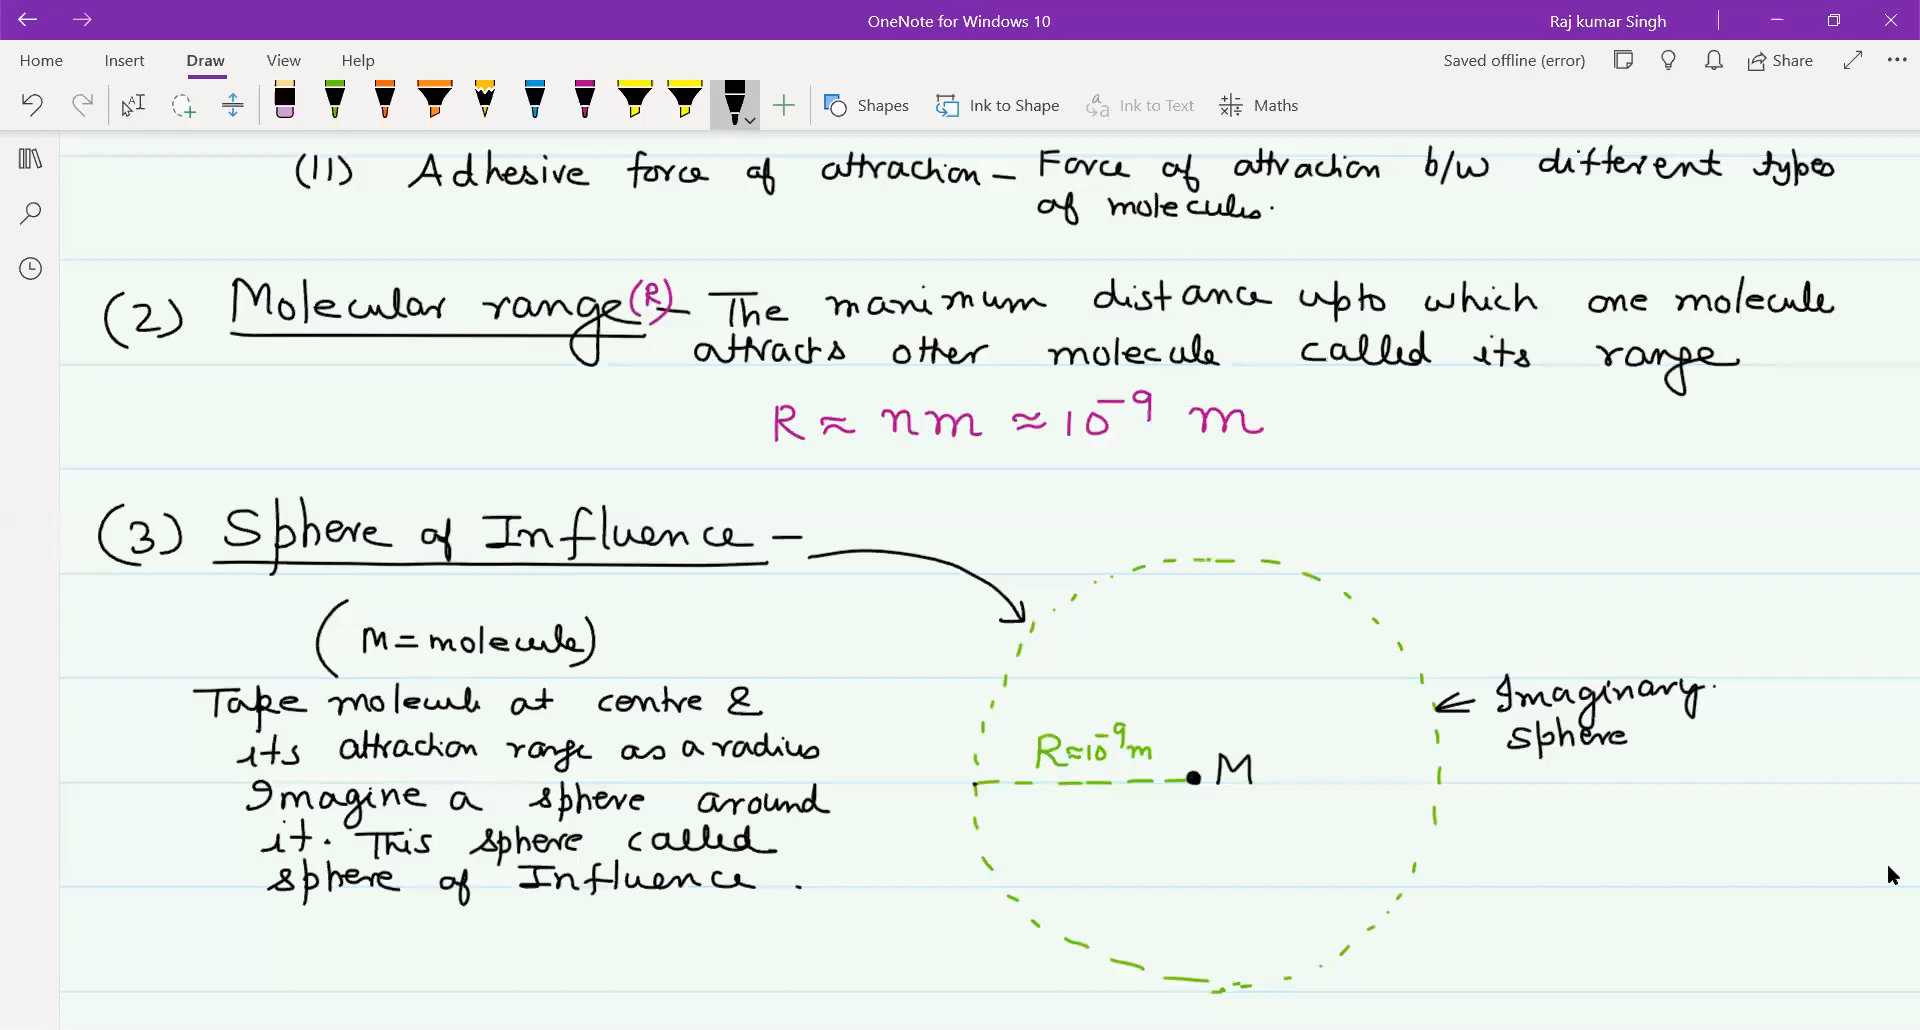 OneNote for Windows 10
Raj kumar Singh
Home Insert Draw View Help
Saved offline (error) Share
Shapes Ink to Shape Ink to Text Maths
(II) Adhesive force of attraction – Force of attraction b/w different types
of molecules.
(2) Molecular range (R) – The maximum distance upto which one molecule
attracts other molecule called its range
R ≈ nm ≈ 10⁻⁹ m
(3) Sphere of Influence –
(M = molecule)
Take molecule at centre &
its attraction range as a radius
Imagine a sphere around
it. This sphere called
sphere of Influence.
Imaginary
sphere
R ≈ 10⁻⁹ m
M